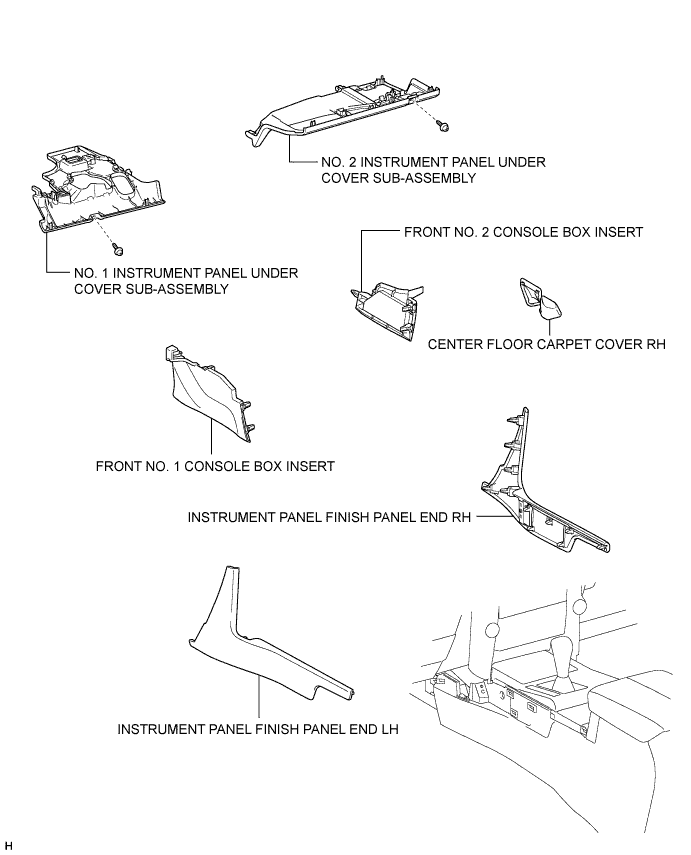 NO. 2 INSTRUMENT PANEL UNDER
COVER SUB-ASSEMBLY
FRONT NO. 2 CONSOLE BOX INSERT
NO. 1 INSTRUMENT PANEL UNDER
COVER SUB-ASSEMBLY
CENTER FLOOR CARPET COVER RH
FRONT NO. 1 CONSOLE BOX INSERT
INSTRUMENT PANEL FINISH PANEL END RH
INSTRUMENT PANEL FINISH PANEL END LH
H